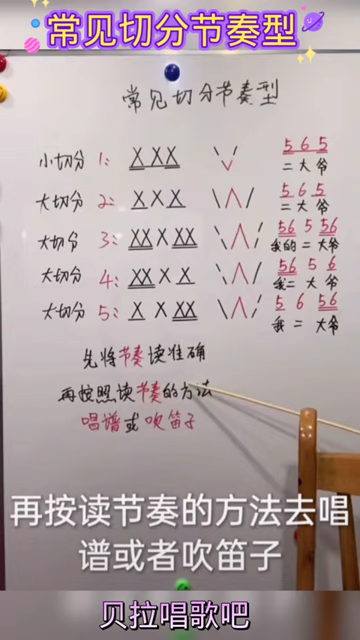 常见切分节奏型
常见切分节奏型
小切分 1: X XX \ V / 5 6 5
二大爷
大切分 2: X X X \ Λ / 5 6 5
二大爷
大切分 3: XX X XX \ / Λ \ / 56 5 56
我的二大爷
大切分 4: XX X X \ / Λ / 56 5 6
我二大爷
大切分 5: X X XX \ Λ \ / 5 6 56
我二大爷
先将节奏读准确
再按照读节奏的方法
唱谱或吹笛子
再按读节奏的方法去唱
谱或者吹笛子
贝拉唱歌吧